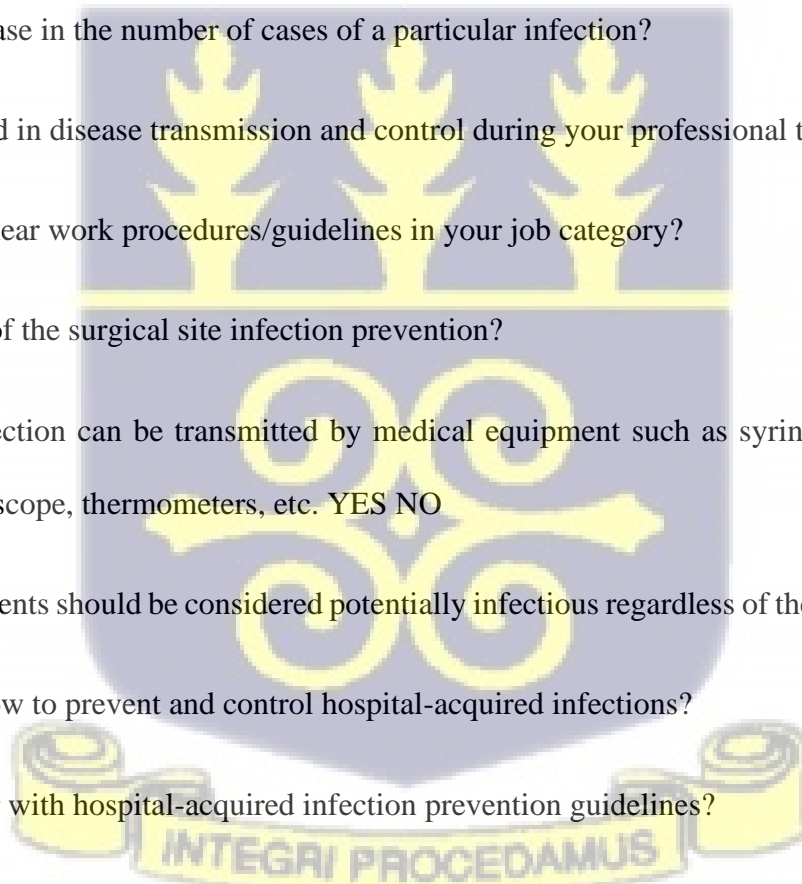 ase in the number of cases of a particular infection?
d in disease transmission and control during your professional t
lear work procedures/guidelines in your job category?
of the surgical site infection prevention?
ection can be transmitted by medical equipment such as syrin
scope, thermometers, etc. YES NO
ents should be considered potentially infectious regardless of the
ow to prevent and control hospital-acquired infections?
with hospital-acquired infection prevention guidelines?
INTEGRI PROCEDAMUS